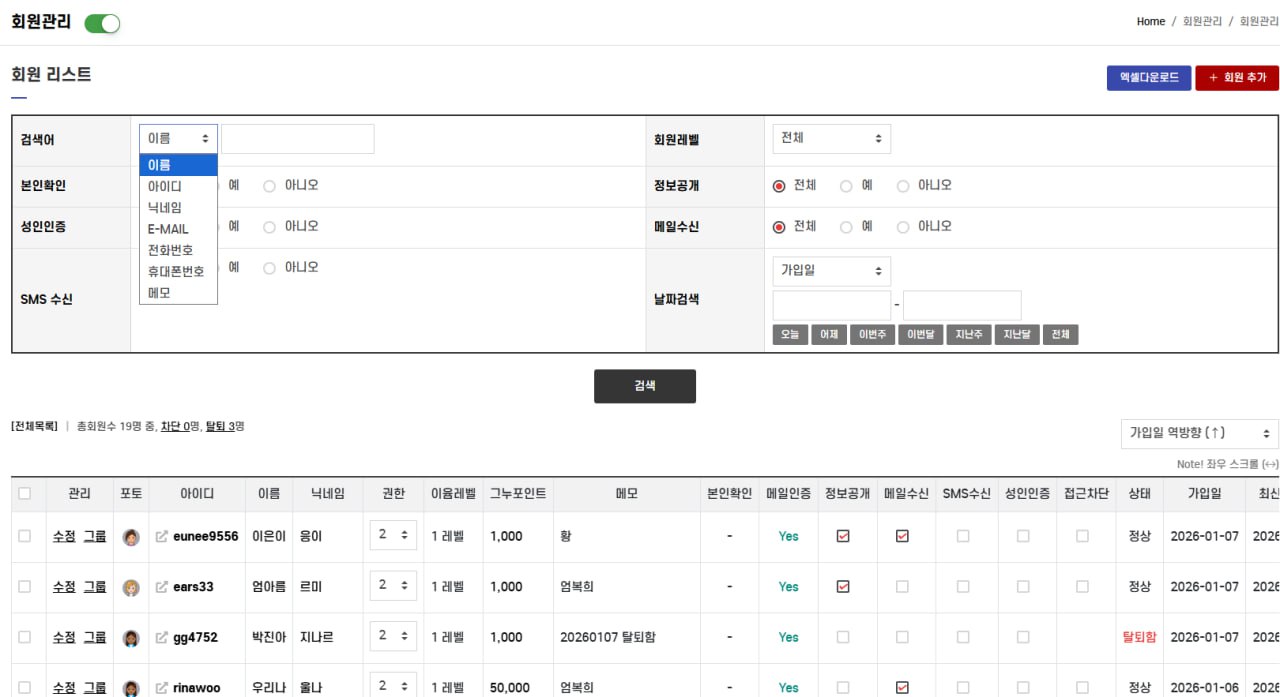 회원관리
Home / 회원관리 / 회원관리
회원 리스트
엑셀다운로드
+ 회원 추가
검색어
이름
회원레벨
전체
이름
아이디
닉네임
E-MAIL
전화번호
휴대폰번호
메모
본인확인
예
아니오
정보공개
전체
예
아니오
성인인증
예
아니오
메일수신
전체
예
아니오
SMS 수신
예
아니오
날짜검색
가입일
-
오늘
어제
이번주
이번달
지난주
지난달
전체
검색
[전체목록] | 총회원수 19명 중, 차단 0명, 탈퇴 3명
가입일 역방향 (↑)
Note! 좌우 스크롤 (↔)
관리 포토 아이디 이름 닉네임 권한 이윰레벨 그누포인트 메모 본인확인 메일인증 정보공개 메일수신 SMS수신 성인인증 접근차단 상태 가입일 최신
수정 그룹 eunee9556 이은이 응이 2 1 레벨 1,000 황 - Yes 정상 2026-01-07 2026
수정 그룹 ears33 엄아름 르미 2 1 레벨 1,000 엄복희 - Yes 정상 2026-01-07 2026
수정 그룹 gg4752 박진아 지나르 2 1 레벨 1,000 20260107 탈퇴함 - Yes 탈퇴함 2026-01-07 2026
수정 그룹 rinawoo 우리나 울나 2 1 레벨 50,000 엄복희 - Yes 정상 2026-01-06 2026